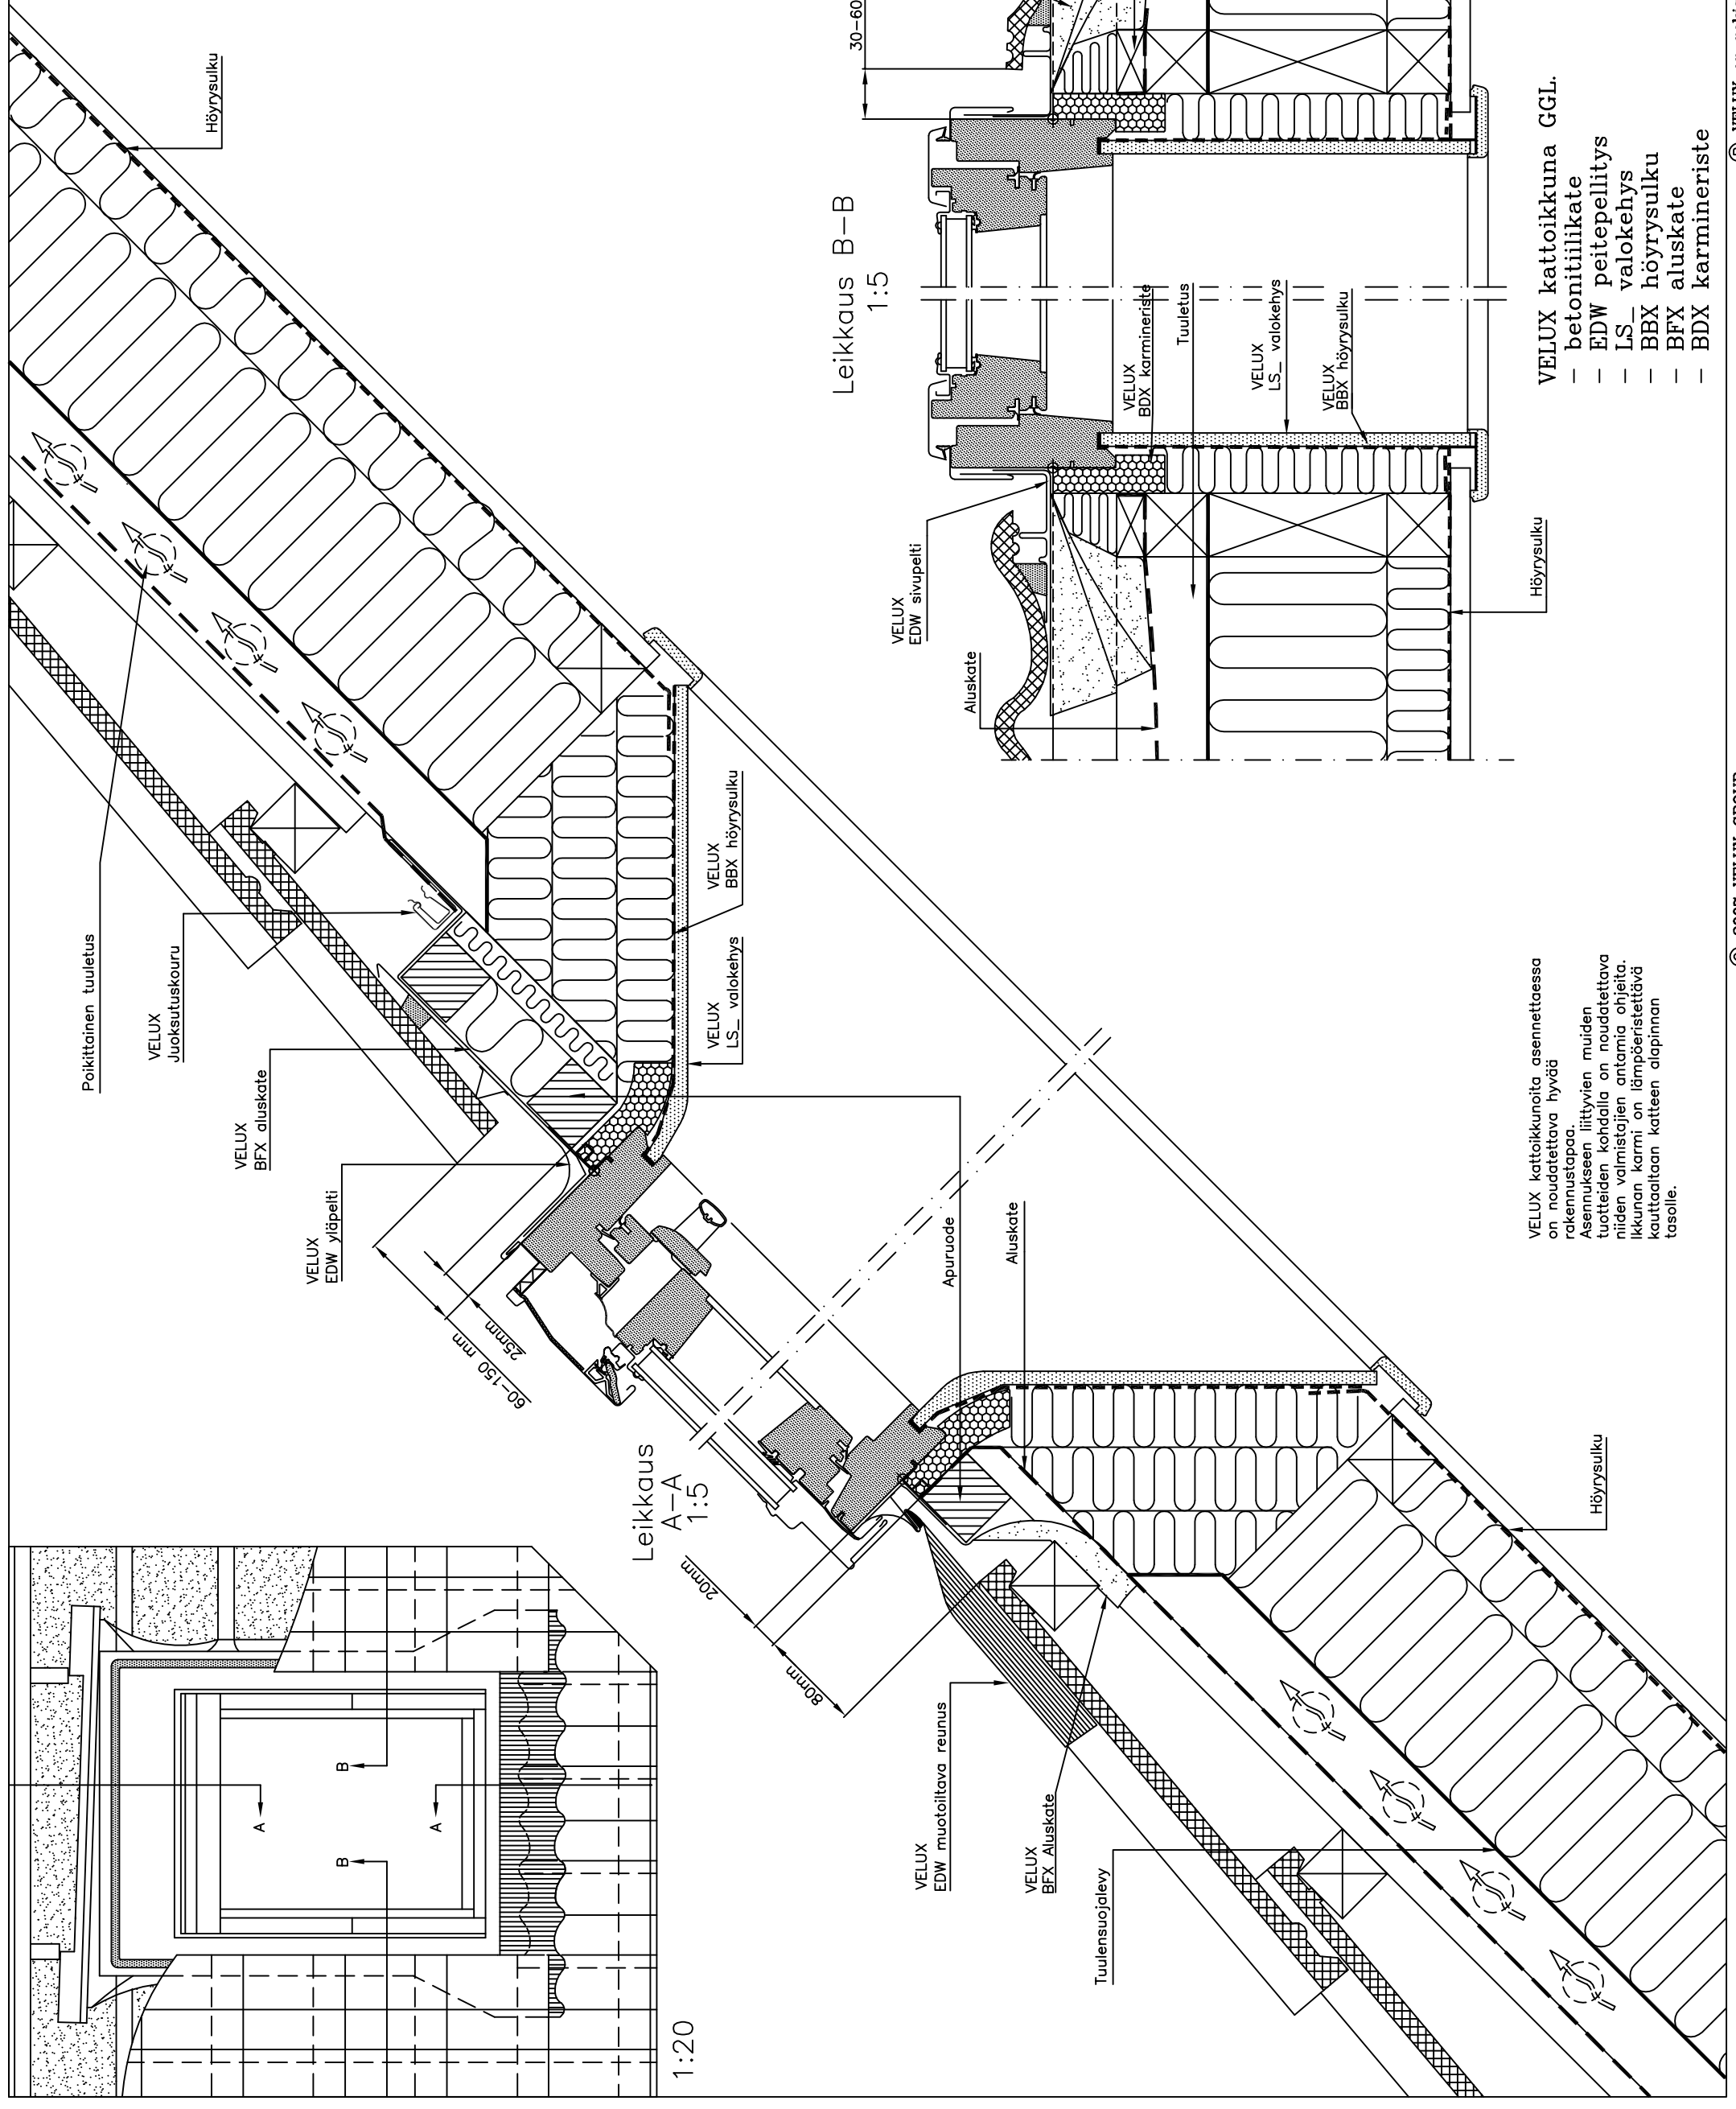 Höyrysulku
Poikittainen tuuletus
VELUX
Juoksutuskouru
VELUX
BFX aluskate
VELUX
EDW yläpelti
60-150 mm
25mm
VELUX
BBX höyrysulku
VELUX
LS_ valokehys
Apuruode
Aluskate
Leikkaus
A-A
1:5
20mm
80mm
VELUX
EDW muotoiltava reunus
VELUX
BFX Aluskate
Tuulensuojalevy
Höyrysulku
A
A
B
B
1:20
Leikkaus B-B
1:5
30-60
VELUX
EDW sivupelti
Aluskate
VELUX
BDX karmineriste
Tuuletus
VELUX
LS_ valokehys
VELUX
BBX höyrysulku
Höyrysulku
VELUX kattoikkunoita asennettaessa
on noudatettava hyvää
rakennustapaa.
Asennukseen liittyvien muiden
tuotteiden kohdalla on noudatettava
niiden valmistajien antamia ohjeita.
Ikkunan karmi on lämpöeristettävä
kauttaaltaan katteen alapinnan
tasolle.
VELUX kattoikkuna GGL.
- betonitiilikate
- EDW peitepellitys
- LS_ valokehys
- BBX höyrysulku
- BFX aluskate
- BDX karmineriste